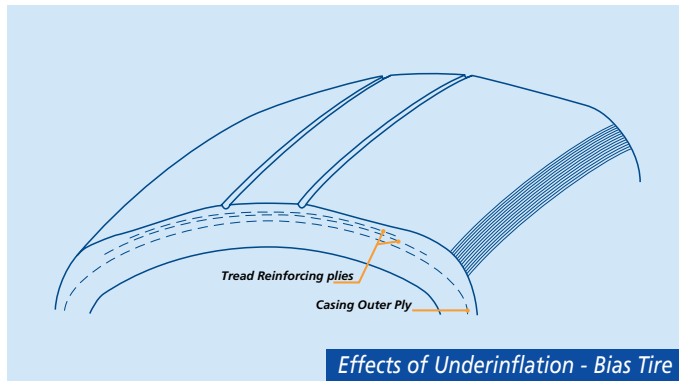 Tread Reinforcing plies
Casing Outer Ply
Effects of Underinflation - Bias Tire